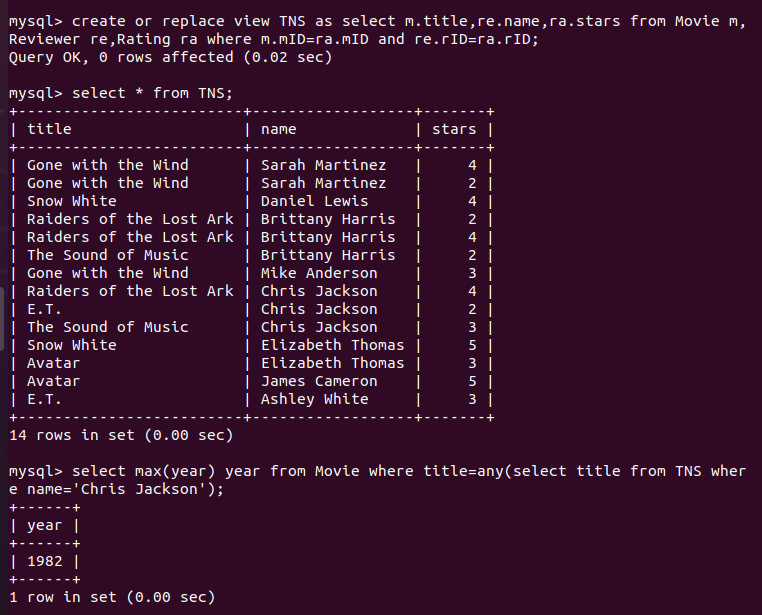 mysql> create or replace view TNS as select m.title,re.name,ra.stars from Movie m,
Reviewer re,Rating ra where m.mID=ra.mID and re.rID=ra.rID;
Query OK, 0 rows affected (0.02 sec)

mysql> select * from TNS;
+------------------------+------------------+-------+
| title                  | name             | stars |
+------------------------+------------------+-------+
| Gone with the Wind     | Sarah Martinez   |     4 |
| Gone with the Wind     | Sarah Martinez   |     2 |
| Snow White             | Daniel Lewis     |     4 |
| Raiders of the Lost Ark | Brittany Harris  |     2 |
| Raiders of the Lost Ark | Brittany Harris  |     4 |
| The Sound of Music     | Brittany Harris  |     2 |
| Gone with the Wind     | Mike Anderson    |     3 |
| Raiders of the Lost Ark | Chris Jackson    |     4 |
| E.T.                   | Chris Jackson    |     2 |
| The Sound of Music     | Chris Jackson    |     3 |
| Snow White             | Elizabeth Thomas |     5 |
| Avatar                 | Elizabeth Thomas |     3 |
| Avatar                 | James Cameron    |     5 |
| E.T.                   | Ashley White     |     3 |
+------------------------+------------------+-------+
14 rows in set (0.00 sec)

mysql> select max(year) year from Movie where title=any(select title from TNS wher
e name='Chris Jackson');
+------+
| year |
+------+
| 1982 |
+------+
1 row in set (0.00 sec)